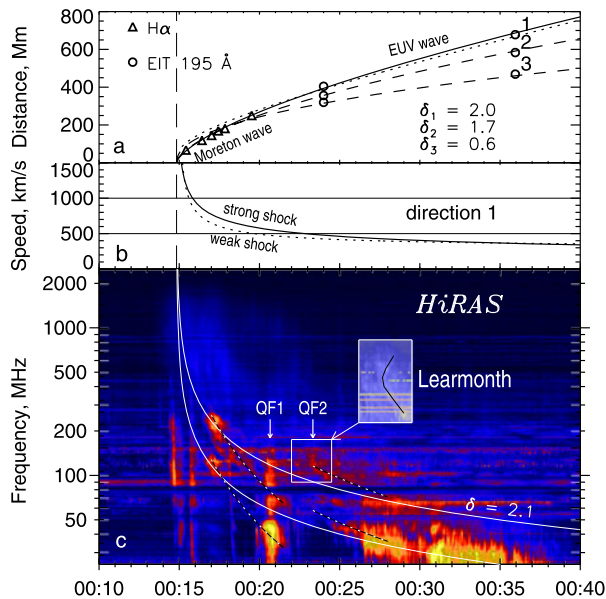 800
600
400
200
0
Distance, Mm
△ Hα
○ EIT 195 Å
EUV wave
Moreton wave
1
2
3
δ₁ = 2.0
δ₂ = 1.7
δ₃ = 0.6
a
1500
1000
500
0
Speed, km/s
strong shock
weak shock
direction 1
b
2000
1000
500
200
100
50
Frequency, MHz
HiRAS
Learmonth
QF1
QF2
δ = 2.1
c
00:10
00:15
00:20
00:25
00:30
00:35
00:40